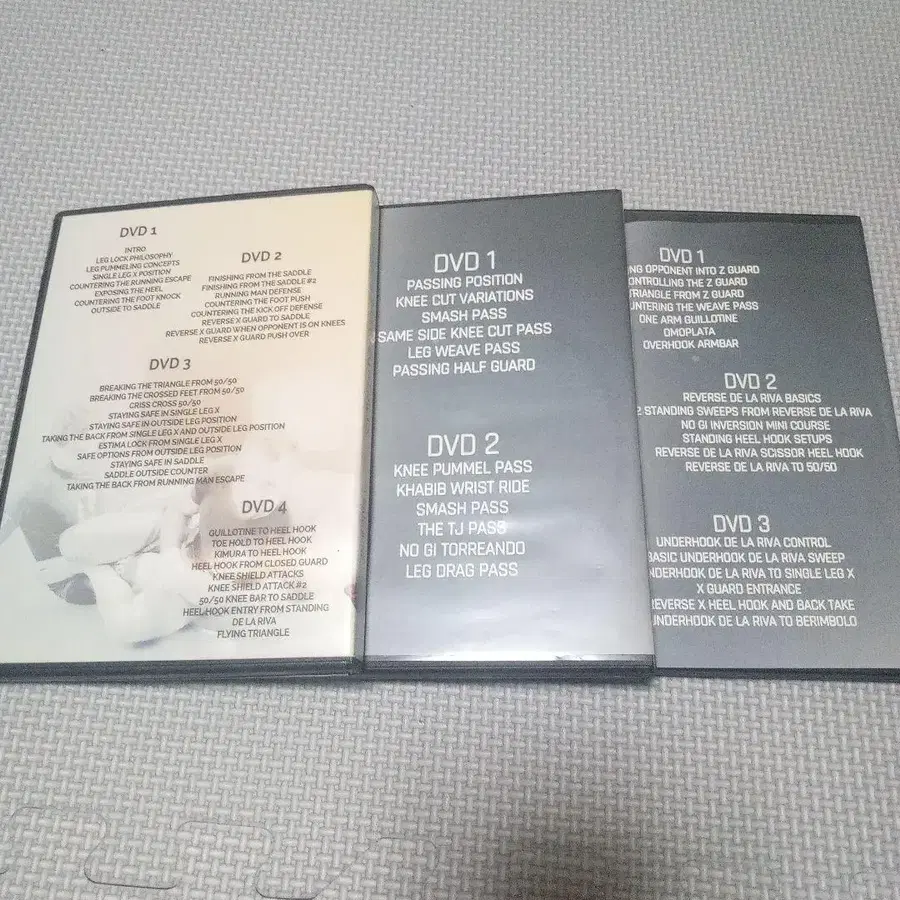 DVD 1
INTRO
LEG LOCK PHILOSOPHY
LEG PUMMELING CONCEPTS
SINGLE LEG X POSITION
COUNTERING THE RUNNING ESCAPE
EXPOSING THE HEEL
COUNTERING THE FOOT KNOCK
OUTSIDE TO SADDLE
DVD 2
FINISHING FROM THE SADDLE
FINISHING FROM THE SADDLE #2
RUNNING MAN DEFENSE
COUNTERING THE FOOT PUSH
COUNTERING THE KICK OFF DEFENSE
REVERSE X GUARD TO SADDLE
REVERSE X GUARD WHEN OPPONENT IS ON KNEES
REVERSE X GUARD PUSH OVER
DVD 3
BREAKING THE TRIANGLE FROM 50/50
BREAKING THE CROSSED FEET FROM 50/50
CRISS CROSS 50/50
STAYING SAFE IN SINGLE LEG X
STAYING SAFE IN OUTSIDE LEG POSITION
TAKING THE BACK FROM SINGLE LEG X AND OUTSIDE LEG POSITION
ESTIMA LOCK FROM SINGLE LEG X
SAFE OPTIONS FROM OUTSIDE LEG POSITION
STAYING SAFE IN SADDLE
SADDLE OUTSIDE COUNTER
TAKING THE BACK FROM RUNNING MAN ESCAPE
DVD 4
GUILLOTINE TO HEEL HOOK
TOE HOLD TO HEEL HOOK
KIMURA TO HEEL HOOK
HEEL HOOK FROM CLOSED GUARD
KNEE SHIELD ATTACKS
KNEE SHIELD ATTACK #2
50/50 KNEE BAR TO SADDLE
HEEL HOOK ENTRY FROM STANDING
DE LA RIVA
FLYING TRIANGLE
DVD 1
PASSING POSITION
KNEE CUT VARIATIONS
SMASH PASS
SAME SIDE KNEE CUT PASS
LEG WEAVE PASS
PASSING HALF GUARD
DVD 2
KNEE PUMMEL PASS
KHABIB WRIST RIDE
SMASH PASS
THE TJ PASS
NO GI TORREANDO
LEG DRAG PASS
DVD 1
OPPONENT INTO Z GUARD
THE Z GUARD
TRIANGLE FROM Z GUARD
THE WEAVE PASS
ONE ARM GUILLOTINE
OMOPLATA
OVERHOOK ARMBAR
DVD 2
REVERSE DE LA RIVA BASICS
2 STANDING SWEEPS FROM REVERSE DE LA RIVA
NO GI INVERSION MINI COURSE
STANDING HEEL HOOK SETUPS
REVERSE DE LA RIVA SCISSOR HEEL HOOK
REVERSE DE LA RIVA TO 50/50
DVD 3
UNDERHOOK DE LA RIVA CONTROL
BASIC UNDERHOOK DE LA RIVA SWEEP
UNDERHOOK DE LA RIVA TO SINGLE LEG X
X GUARD ENTRANCE
REVERSE X HEEL HOOK AND BACK TAKE
UNDERHOOK DE LA RIVA TO BERIMBOLO